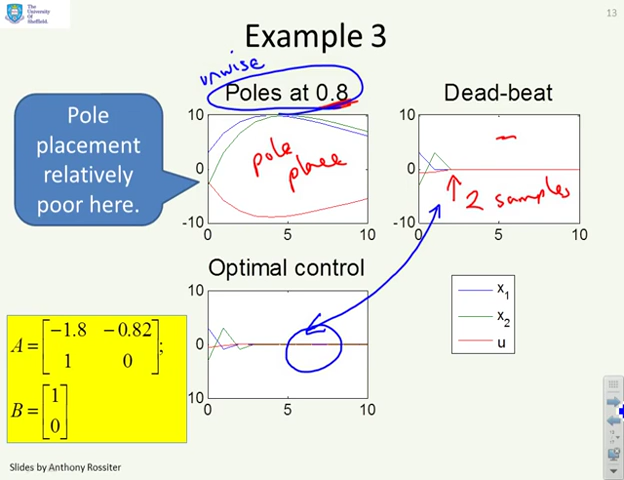 The
University
Of
Sheffield.
13
Example 3
unwise
Poles at 0.8
Dead-beat
Pole
placement
relatively
poor here.
10
0
-10
0
5
10
pole
place
10
0
-10
0
5
10
2 samples
Optimal control
10
0
10
0
5
10
x1
x2
u
A = [−1.8 −0.82
1 0];
B = [1
0]
Slides by Anthony Rossiter